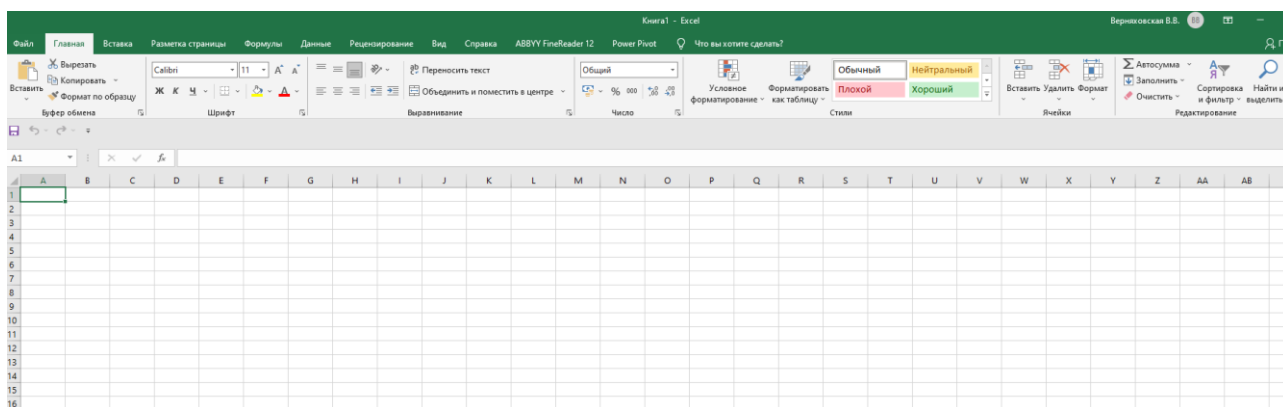 Книга1 - Excel
Верняховская В.В. ВВ
Файл Главная Вставка Разметка страницы Формулы Данные Рецензирование Вид Справка ABBYY FineReader 12 Power Pivot Что вы хотите сделать?
Вставить
Вырезать
Копировать
Формат по образцу
Буфер обмена
Calibri 11
Ж К Ч
Шрифт
Переносить текст
Объединить и поместить в центре
Выравнивание
Общий
% 000
Число
Условное форматирование
Форматировать как таблицу
Обычный Нейтральный
Плохой Хороший
Стили
Вставить Удалить Формат
Ячейки
Автосумма
Заполнить
Очистить
Сортировка и фильтр
Найти и выделить
Редактирование
A1 fx
A B C D E F G H I J K L M N O P Q R S T U V W X Y Z AA AB
1
2
3
4
5
6
7
8
9
10
11
12
13
14
15
16